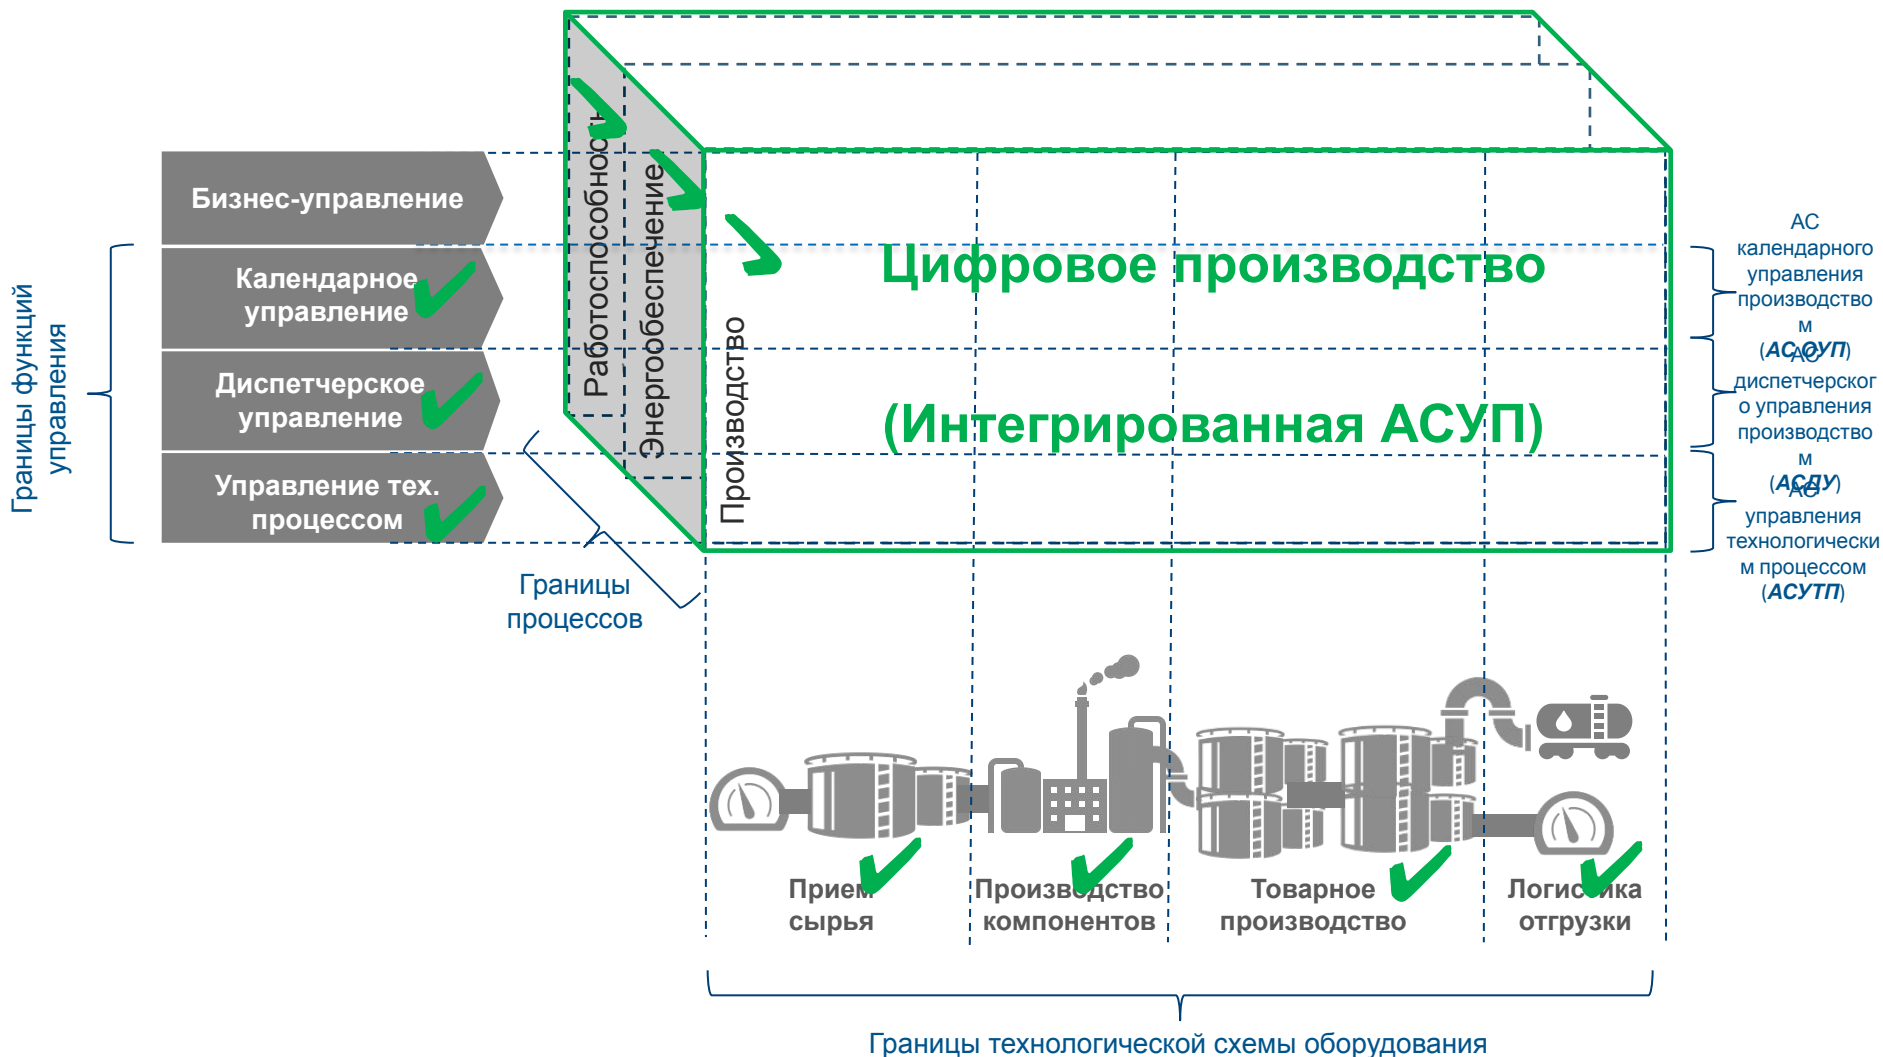 Бизнес-управление
Календарное
управление
Диспетчерское
управление
Управление тех.
процессом
Границы функций
управления
Работоспособность
Энергообеспечение
Производство
Цифровое производство
(Интегрированная АСУП)
Границы
процессов
АС
календарного
управления
производство
м
(АС ОУП)
АС
диспетчерског
о управления
производство
м
(АСДУ)
АС
управления
технологически
м процессом
(АСУТП)
Прием
сырья
Производство
компонентов
Товарное
производство
Логистика
отгрузки
Границы технологической схемы оборудования